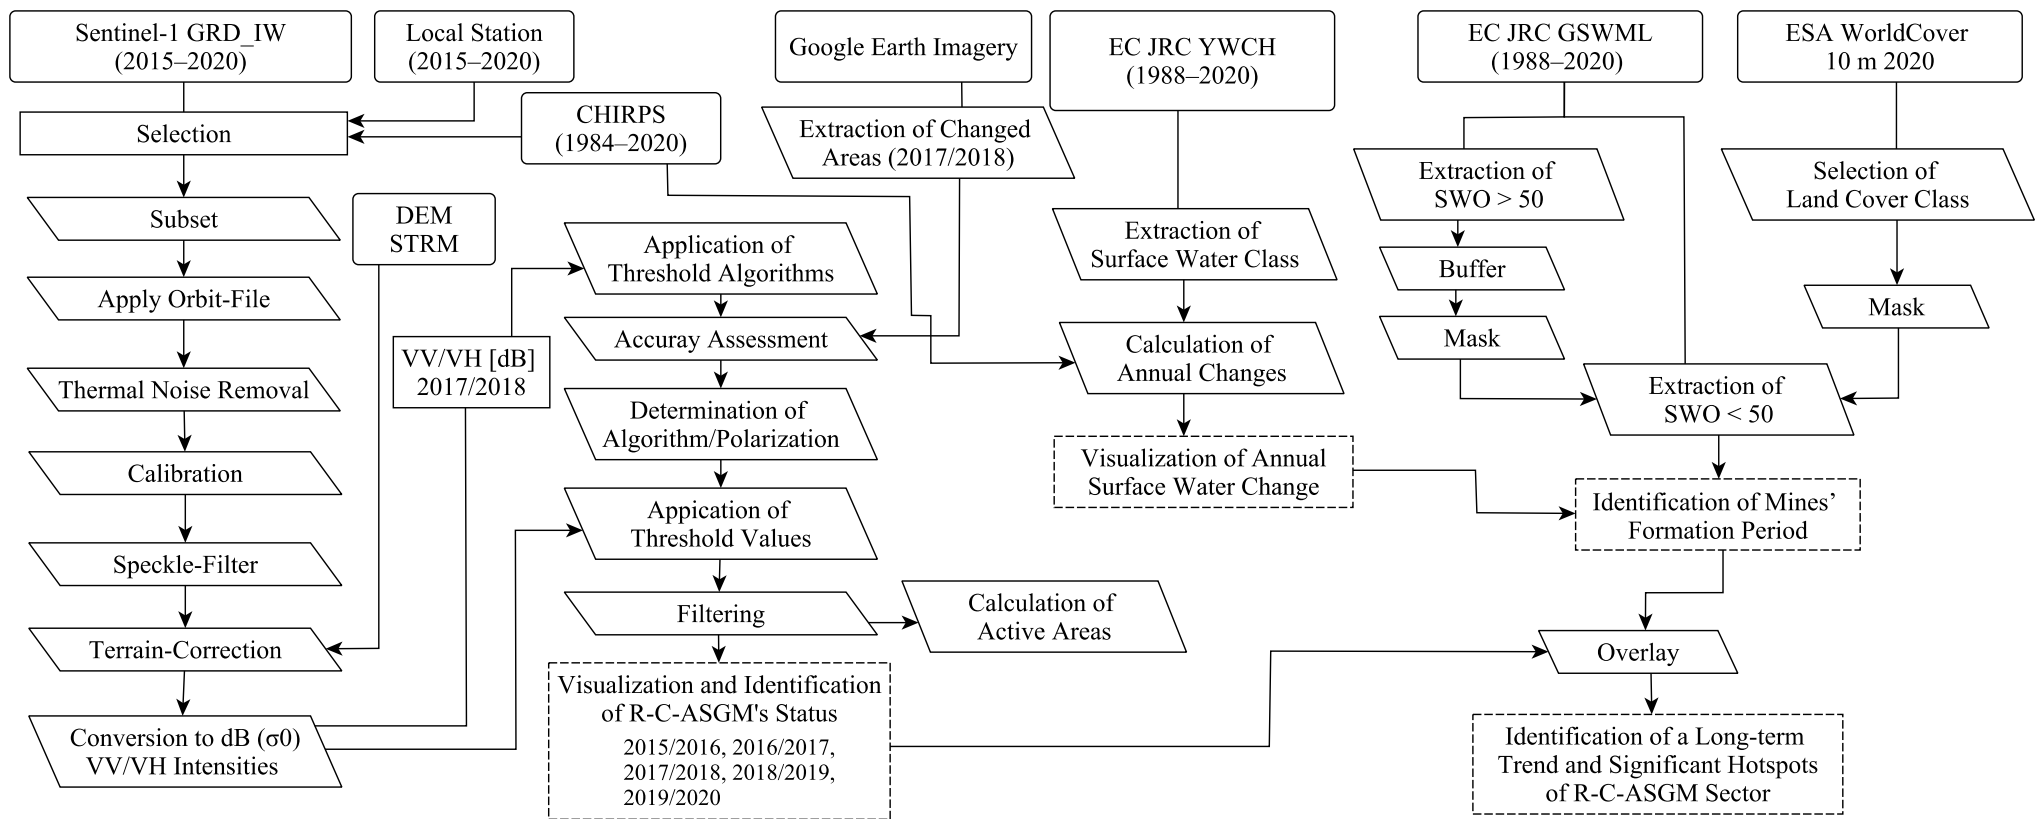 Sentinel-1 GRD_IW
(2015–2020)
Local Station
(2015–2020)
Google Earth Imagery
EC JRC YWCH
(1988–2020)
EC JRC GSWML
(1988–2020)
ESA WorldCover
10 m 2020
Selection
CHIRPS
(1984–2020)
Extraction of Changed
Areas (2017/2018)
Extraction of
SWO > 50
Selection of
Land Cover Class
Subset
DEM
STRM
Application of
Threshold Algorithms
Extraction of
Surface Water Class
Buffer
Apply Orbit-File
Mask
Accuray Assessment
Mask
VV/VH [dB]
2017/2018
Calculation of
Annual Changes
Thermal Noise Removal
Extraction of
SWO < 50
Determination of
Algorithm/Polarization
Calibration
Visualization of Annual
Surface Water Change
Appication of
Threshold Values
Identification of Mines’
Formation Period
Speckle-Filter
Filtering
Calculation of
Active Areas
Terrain-Correction
Overlay
Visualization and Identification
of R-C-ASGM's Status
2015/2016, 2016/2017,
2017/2018, 2018/2019,
2019/2020
Conversion to dB (σ0)
VV/VH Intensities
Identification of a Long-term
Trend and Significant Hotspots
of R-C-ASGM Sector